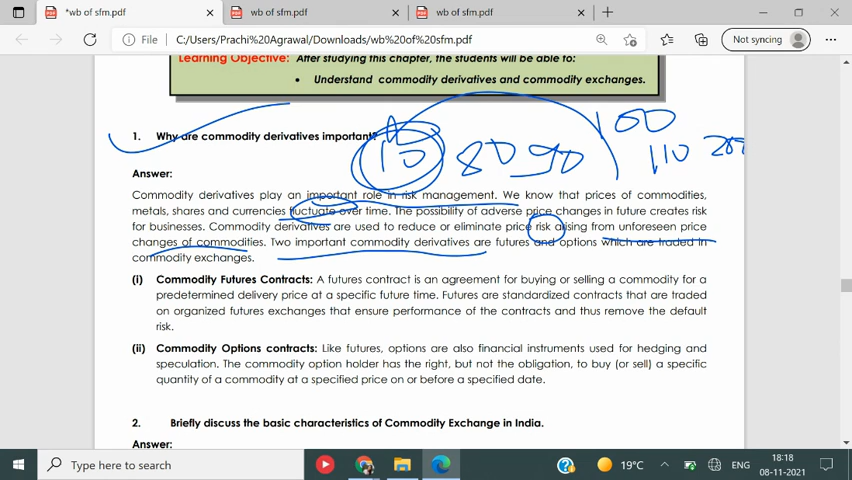 *wb of sfm.pdf
wb of sfm.pdf
wb of sfm.pdf
File
C:/Users/Prachi%20Agrawal/Downloads/wb%20of%20sfm.pdf
Not syncing
Learning Objective: After studying this chapter, the students will be able to:
• Understand commodity derivatives and commodity exchanges.
1. Why are commodity derivatives important?
10 80 90 100 110 200
Answer:
Commodity derivatives play an important role in risk management. We know that prices of commodities,
metals, shares and currencies fluctuate over time. The possibility of adverse price changes in future creates risk
for businesses. Commodity derivatives are used to reduce or eliminate price risk arising from unforeseen price
changes of commodities. Two important commodity derivatives are futures and options which are traded in
commodity exchanges.
(i) Commodity Futures Contracts: A futures contract is an agreement for buying or selling a commodity for a
predetermined delivery price at a specific future time. Futures are standardized contracts that are traded
on organized futures exchanges that ensure performance of the contracts and thus remove the default
risk.
(ii) Commodity Options contracts: Like futures, options are also financial instruments used for hedging and
speculation. The commodity option holder has the right, but not the obligation, to buy (or sell) a specific
quantity of a commodity at a specified price on or before a specified date.
2. Briefly discuss the basic characteristics of Commodity Exchange in India.
Answer:
Type here to search
19°C
ENG
18:18
08-11-2021